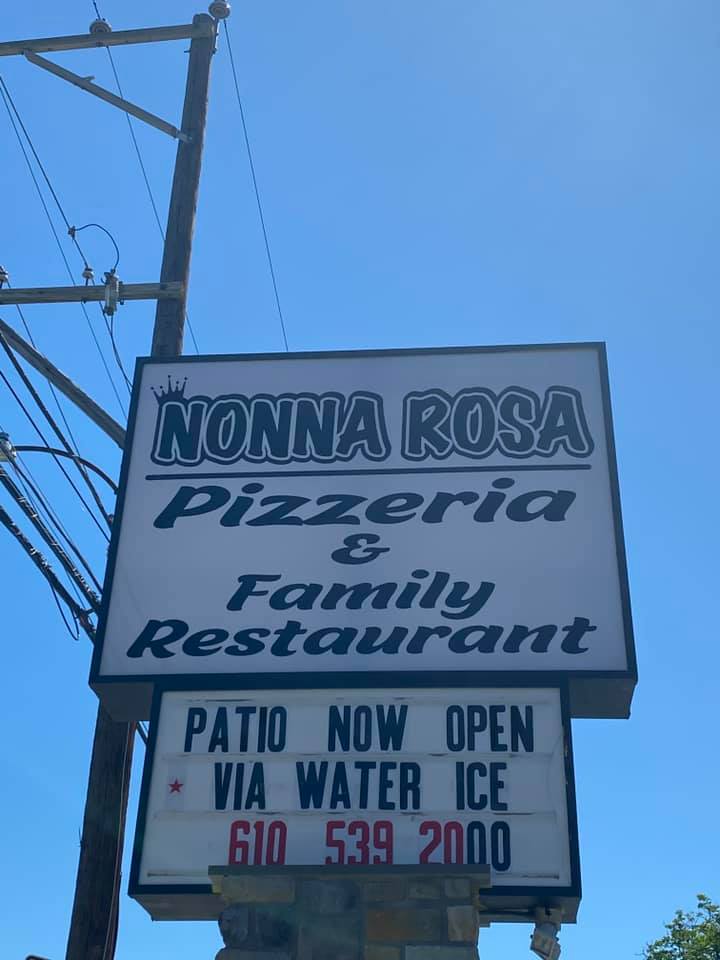 NONNA ROSA
Pizzeria
&
Family
Restaurant
PATIO NOW OPEN
VIA WATER ICE
610 539 2000